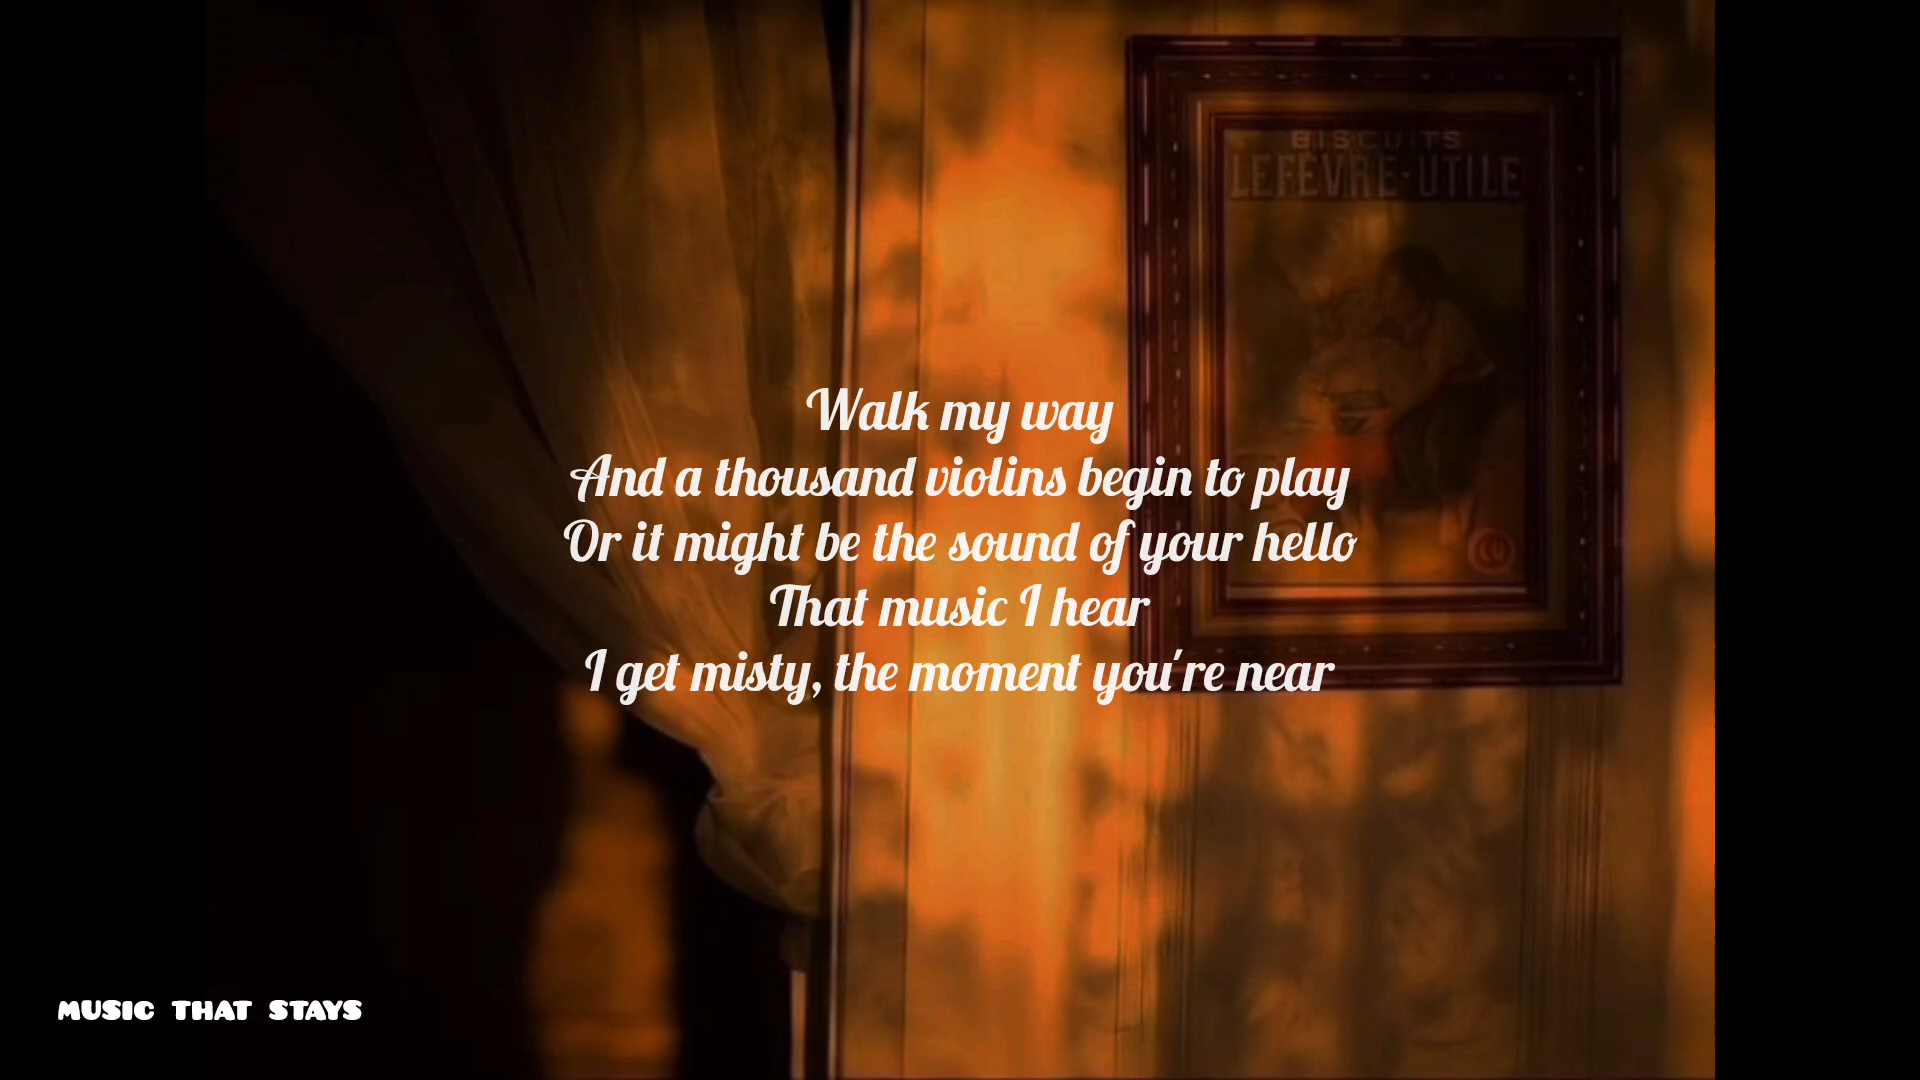 BISCUITS
LEFÈVRE-UTILE
Walk my way
And a thousand violins begin to play
Or it might be the sound of your hello
That music I hear
I get misty, the moment you're near
LU
MUSIC THAT STAYS